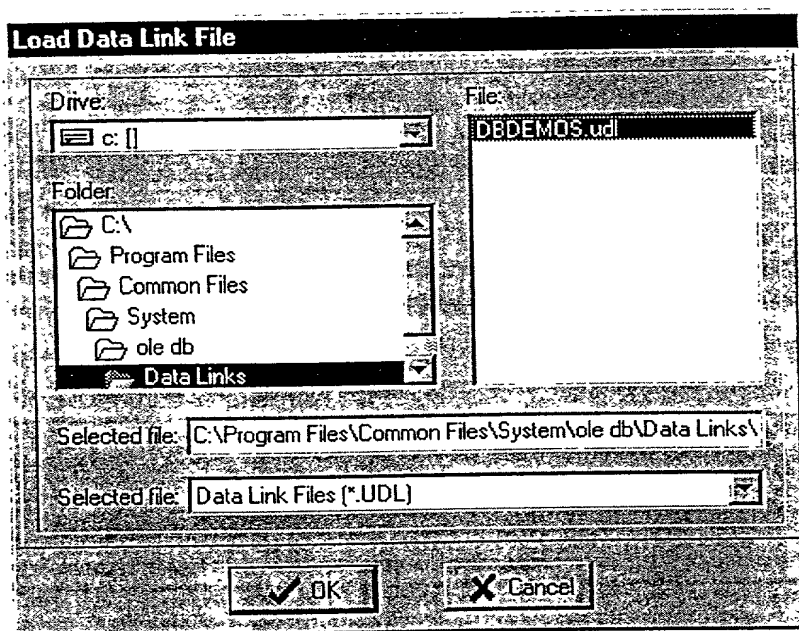 Load Data Link File
Drive:
c: []
Folder:
C:\
Program Files
Common Files
System
ole db
Data Links
File:
DBDEMOS.udl
Selected file: C:\Program Files\Common Files\System\ole db\Data Links\
Selected file: Data Link Files (*.UDL)
OK
Cancel